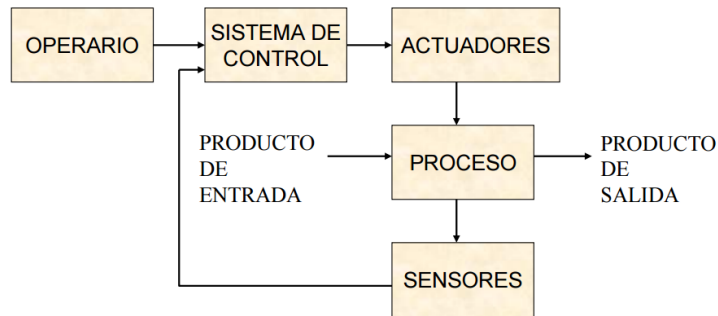 OPERARIO
SISTEMA DE
CONTROL
ACTUADORES
PRODUCTO
DE
ENTRADA
PROCESO
PRODUCTO
DE
SALIDA
SENSORES